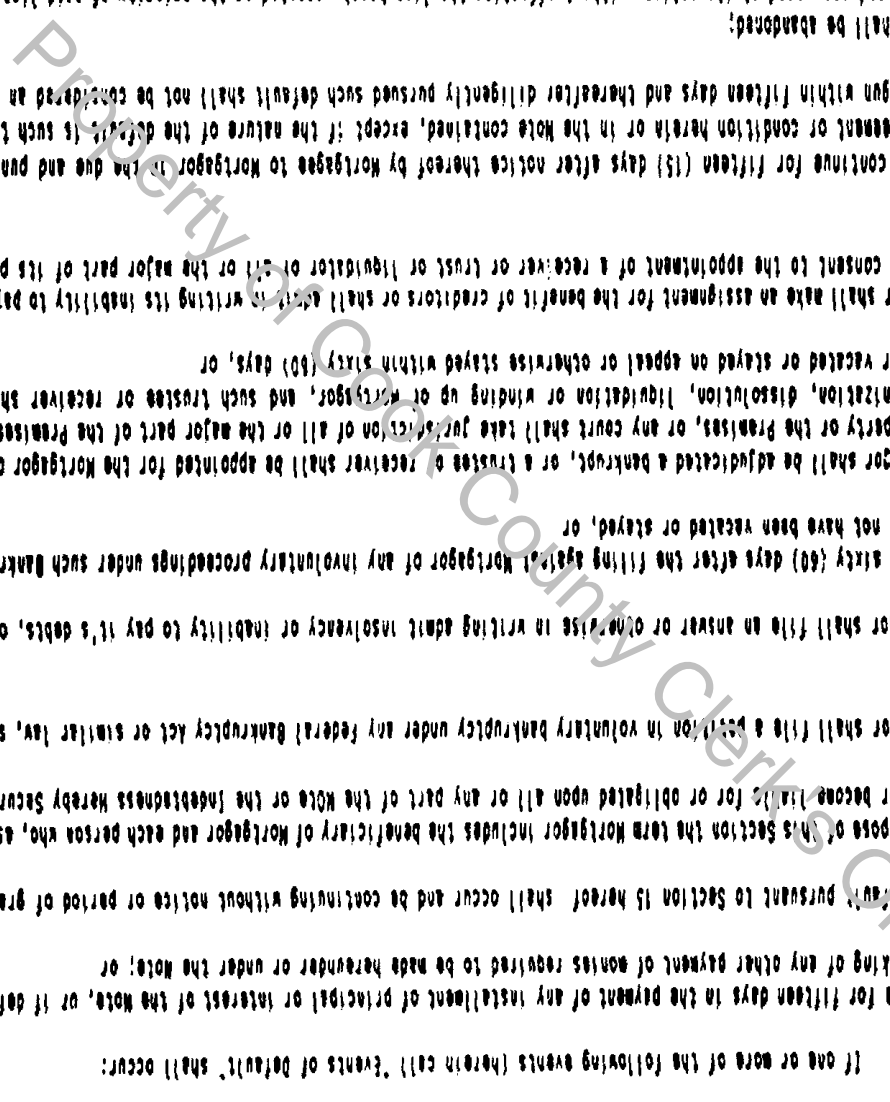 If one or more of the following events (herein call "Events of Default" shall occur:
for fifteen days in the payment of any installment of principal or interest of the Note, or if def
king of any other payment of monies required to be made hereunder or under the Note; or
fault pursuant to Section 15 hereof shall occur and be continuing without notice or period of gra
pose of this Section the term Mortgagor includes the beneficiary of Mortgagor and each person who, as
r become liable for or obligated upon all or any part of the Note or the Indebtedness Hereby Secur
or shall file a petition in voluntary bankruptcy under any Federal Bankruptcy Act or similar law, s
or shall file an answer or otherwise in writing admit insolvency or inability to pay it's debts, o
sixty (60) days after the filing against Mortgagor of any involuntary proceedings under such Bankr
not have been vacated or stayed, or
gor shall be adjudicated a bankrupt, or a trustee or receiver shall be appointed for the Mortgagor o
perty or the Premises, or any court shall take jurisdiction of all or the major part of the Premises
nization, dissolution, liquidation or winding up of Mortgagor, and such trustee or receiver sh
r vacated or stayed on appeal or otherwise stayed within sixty (60) days, or
r shall make an assignment for the benefit of creditors or shall admit in writing its inability to pay
consent to the appointment of a receiver or trust or liquidator of all or the major part of its p
continue for fifteen (15) days after notice thereof by Mortgagee to Mortgagor in the due and pun
eement or condition herein or in the Note contained, except if the nature of the default is such t
gun within fifteen days and thereafter diligently pursued such default shall not be considered an
hall be abandoned;
Property of Cook County Clerk's O